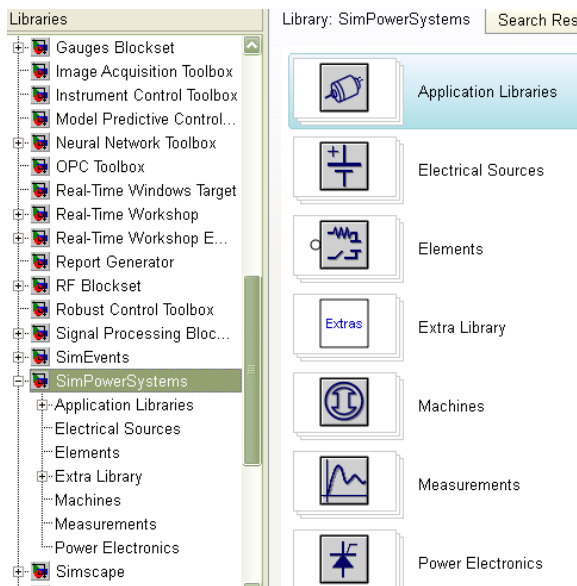 Libraries
Gauges Blockset
Image Acquisition Toolbox
Instrument Control Toolbox
Model Predictive Control...
Neural Network Toolbox
OPC Toolbox
Real-Time Windows Target
Real-Time Workshop
Real-Time Workshop E...
Report Generator
RF Blockset
Robust Control Toolbox
Signal Processing Bloc...
SimEvents
SimPowerSystems
Application Libraries
Electrical Sources
Elements
Extra Library
Machines
Measurements
Power Electronics
Simscape
Library: SimPowerSystems
Search Res
Application Libraries
Electrical Sources
Elements
Extras
Extra Library
Machines
Measurements
Power Electronics